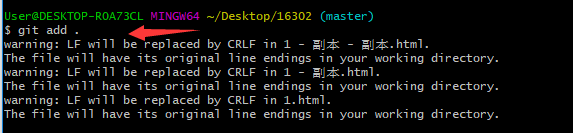 User@DESKTOP-ROA73CL MINGW64 ~/Desktop/16302 (master)
$ git add .
warning: LF will be replaced by CRLF in 1 - 副本 - 副本.html.
The file will have its original line endings in your working directory.
warning: LF will be replaced by CRLF in 1 - 副本.html.
The file will have its original line endings in your working directory.
warning: LF will be replaced by CRLF in 1.html.
The file will have its original line endings in your working directory.